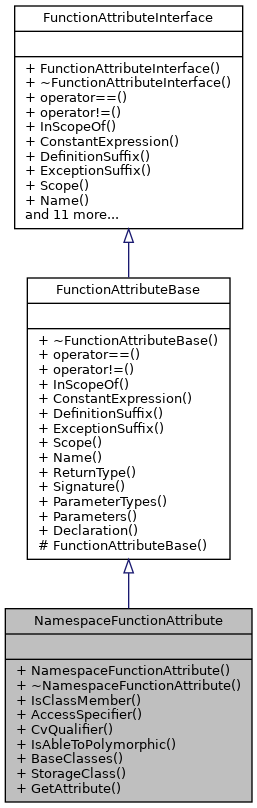 FunctionAttributeInterface
+ FunctionAttributeInterface()
+ ~FunctionAttributeInterface()
+ operator==()
+ operator!=()
+ InScopeOf()
+ ConstantExpression()
+ DefinitionSuffix()
+ ExceptionSuffix()
+ Scope()
+ Name()
and 11 more...
FunctionAttributeBase
+ ~FunctionAttributeBase()
+ operator==()
+ operator!=()
+ InScopeOf()
+ ConstantExpression()
+ DefinitionSuffix()
+ ExceptionSuffix()
+ Scope()
+ Name()
+ ReturnType()
+ Signature()
+ ParameterTypes()
+ Parameters()
+ Declaration()
# FunctionAttributeBase()
NamespaceFunctionAttribute
+ NamespaceFunctionAttribute()
+ ~NamespaceFunctionAttribute()
+ IsClassMember()
+ AccessSpecifier()
+ CvQualifier()
+ IsAbleToPolymorphic()
+ BaseClasses()
+ StorageClass()
+ GetAttribute()